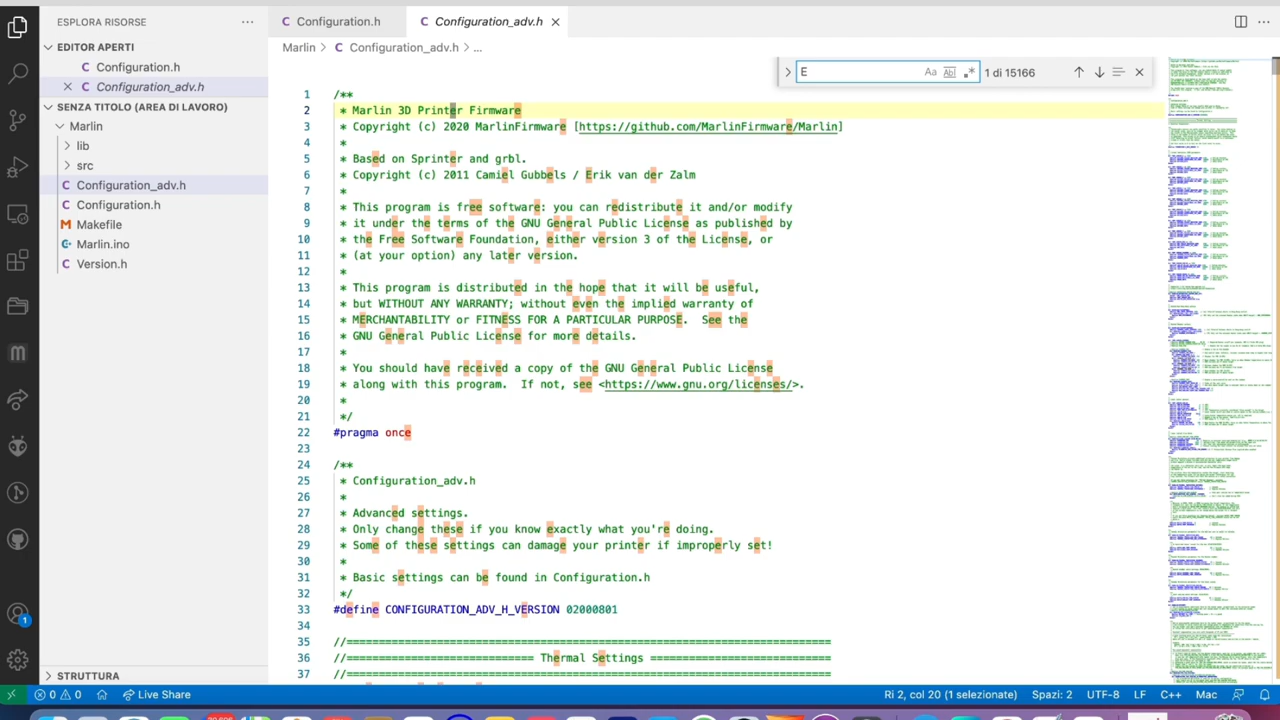 ESPLORA RISORSE
EDITOR APERTI
Configuration.h
Configuration_adv.h
SENZA TITOLO (AREA DI LAVORO)
Configuration_adv.h
Configuration.h
Makefile
Marlin.ino
Version.h
Configuration.h
Configuration_adv.h
Marlin > Configuration_adv.h > ...
E
1 di 15166
1 /**
2 * Marlin 3D Printer Firmware
3 * Copyright (c) 2020 MarlinFirmware [https://github.com/MarlinFirmware/Marlin]
4 *
5 * Based on Sprinter and grbl.
6 * Copyright (c) 2011 Camiel Gubbels / Erik van der Zalm
7 *
8 * This program is free software: you can redistribute it and/or modify
9 * it under the terms of the GNU General Public License as published by
10 * the Free Software Foundation, either version 3 of the License, or
11 * (at your option) any later version.
12 *
13 * This program is distributed in the hope that it will be useful,
14 * but WITHOUT ANY WARRANTY; without even the implied warranty of
15 * MERCHANTABILITY or FITNESS FOR A PARTICULAR PURPOSE. See the
16 * GNU General Public License for more details.
17 *
18 * You should have received a copy of the GNU General Public License
19 * along with this program. If not, see <https://www.gnu.org/licenses/>.
20 *
21 */
22 #pragma once
23
24 /**
25 * Configuration_adv.h
26 *
27 * Advanced settings.
28 * Only change these if you know exactly what you're doing.
29 * Some of these settings can damage your printer if improperly set!
30 *
31 * Basic settings can be found in Configuration.h
32 */
33 #define CONFIGURATION_ADV_H_VERSION 02000801
34
35 //===========================================================================
36 //============================= Thermal Settings ============================
37 //===========================================================================
1
0
0
Live Share
Ri 2, col 20 (1 selezionate)
Spazi: 2
UTF-8
LF
C++
Mac